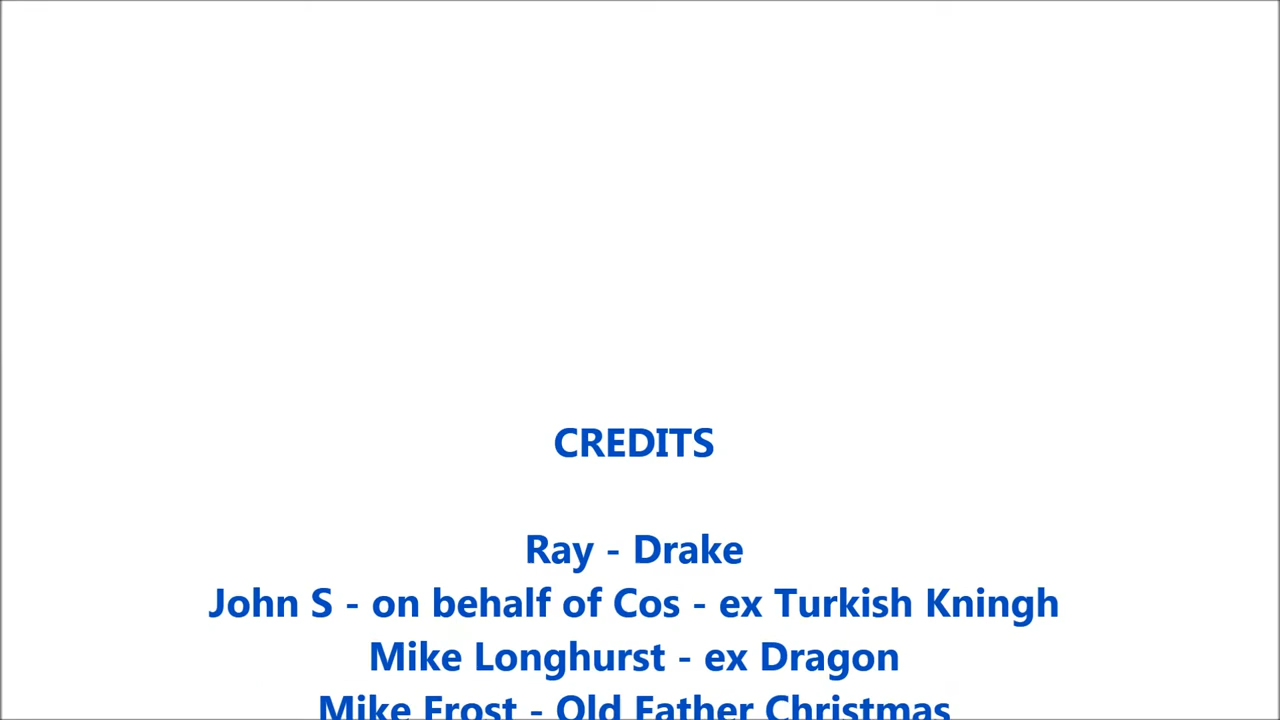 CREDITS
Ray - Drake
John S - on behalf of Cos - ex Turkish Kningh
Mike Longhurst - ex Dragon
Mike Frost - Old Father Christmas